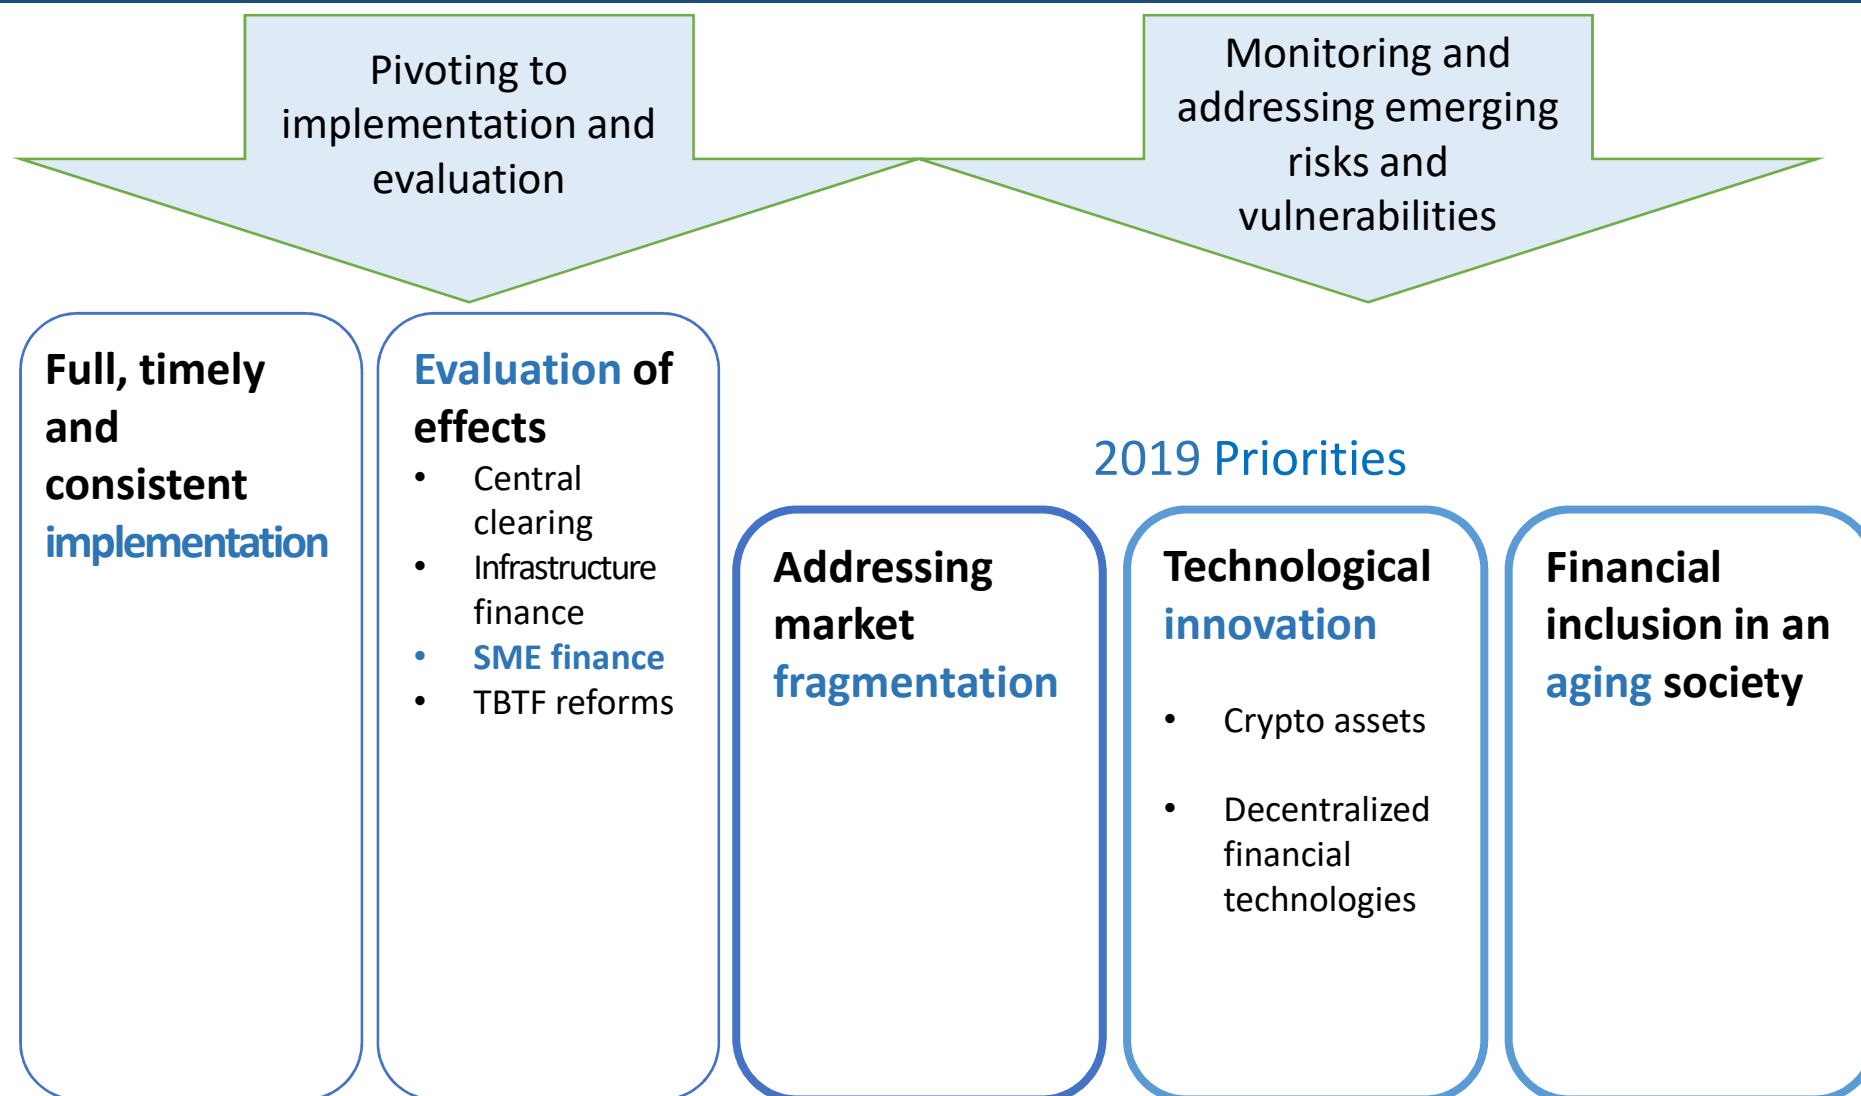 Pivoting to
implementation and
evaluation
Monitoring and
addressing emerging
risks and
vulnerabilities
Full, timely
and
consistent
implementation
Evaluation of
effects
• Central
clearing
• Infrastructure
finance
• SME finance
• TBTF reforms
2019 Priorities
Addressing
market
fragmentation
Technological
innovation
• Crypto assets
• Decentralized
financial
technologies
Financial
inclusion in an
aging society